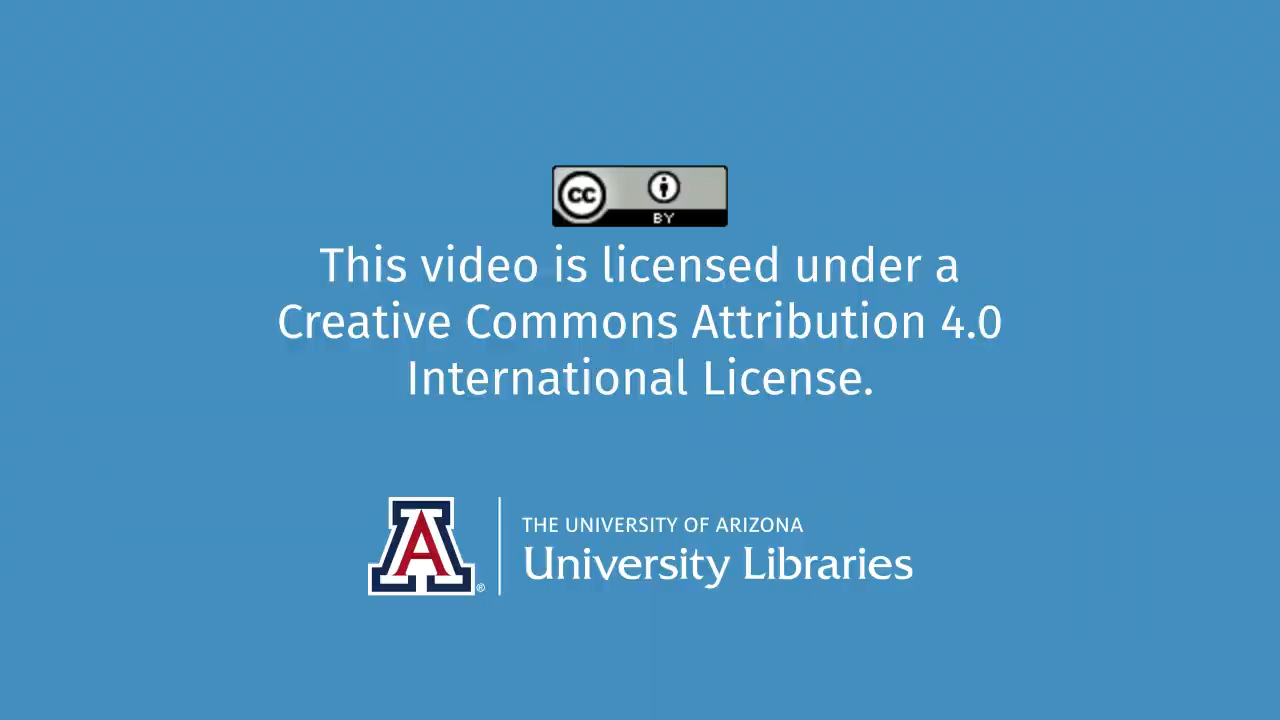 CC
BY
This video is licensed under a
Creative Commons Attribution 4.0
International License.
A
®
THE UNIVERSITY OF ARIZONA
University Libraries